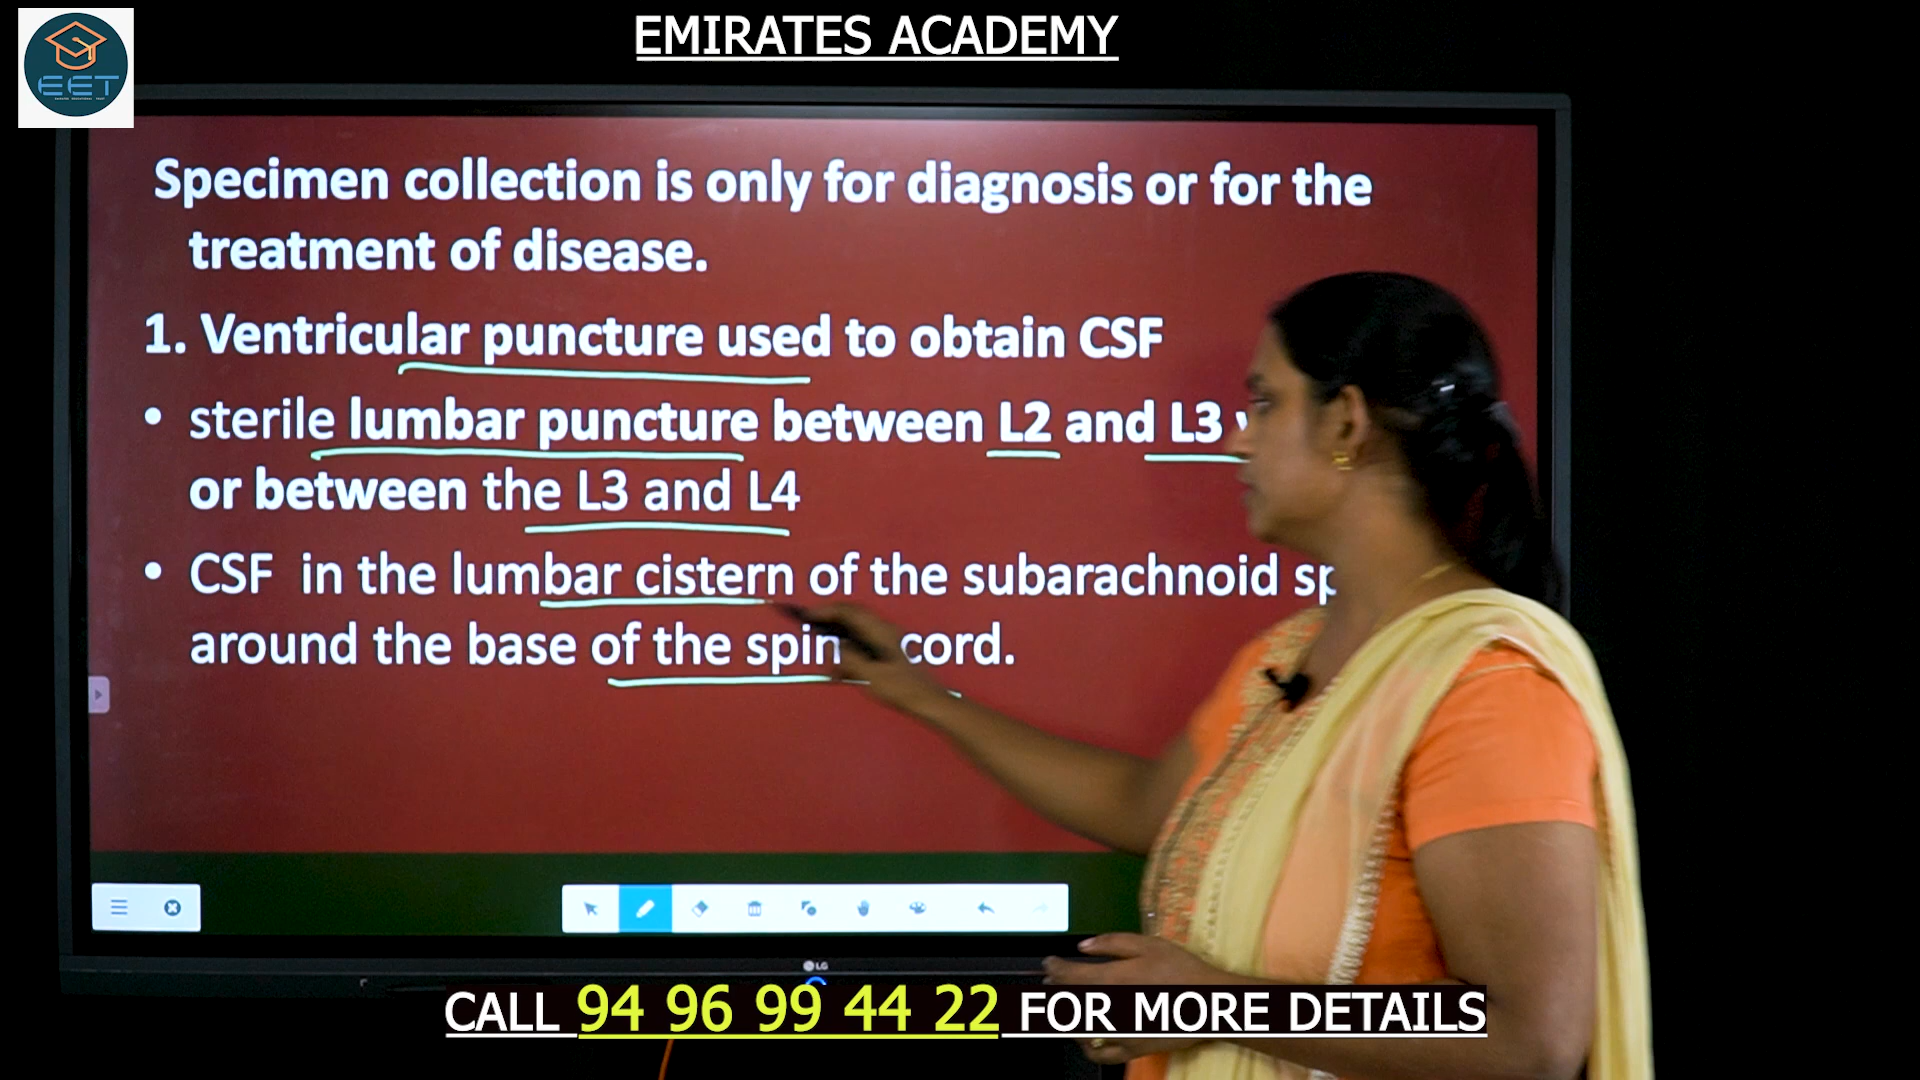 EMIRATES ACADEMY
EET
Specimen collection is only for diagnosis or for the
treatment of disease.
1. Ventricular puncture used to obtain CSF
• sterile lumbar puncture between L2 and L3
or between the L3 and L4
• CSF in the lumbar cistern of the subarachnoid
around the base of the cord.
LG
CALL 94 96 99 44 22 FOR MORE DETAILS